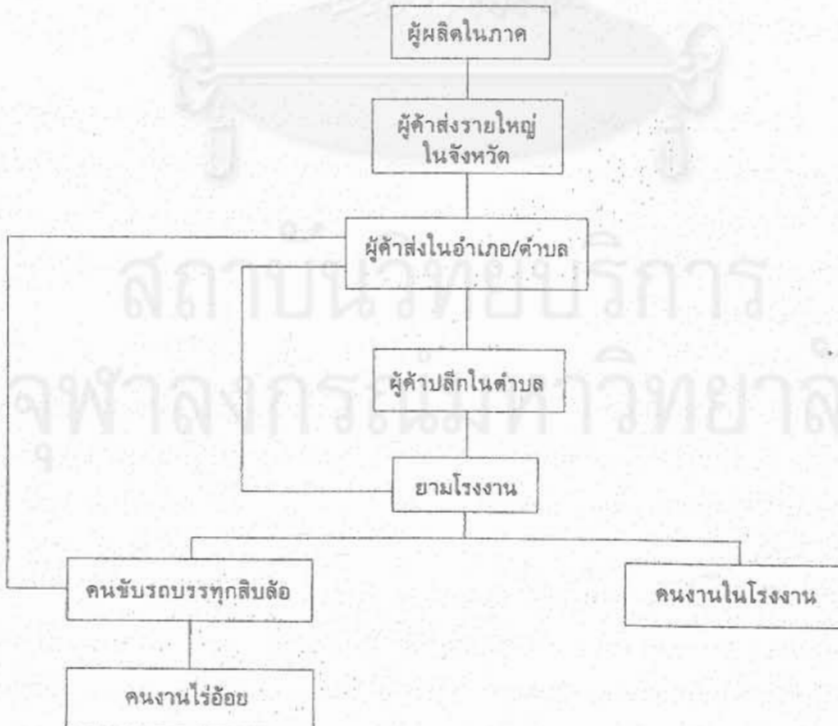 ผู้ผลิตในภาค
ผู้ค้าส่งรายใหญ่
ในจังหวัด
ผู้ค้าส่งในอำเภอ/ตำบล
สถาบันวิทยบริการ
ผู้ค้าปลีกในตำบล
จุฬาลงกรณ์มหาวิทยาลั
ยามโรงงาน
คนขับรถบรรทุกสิบล้อ
คนงานในโรงงาน
คนงานไร่อ้อย